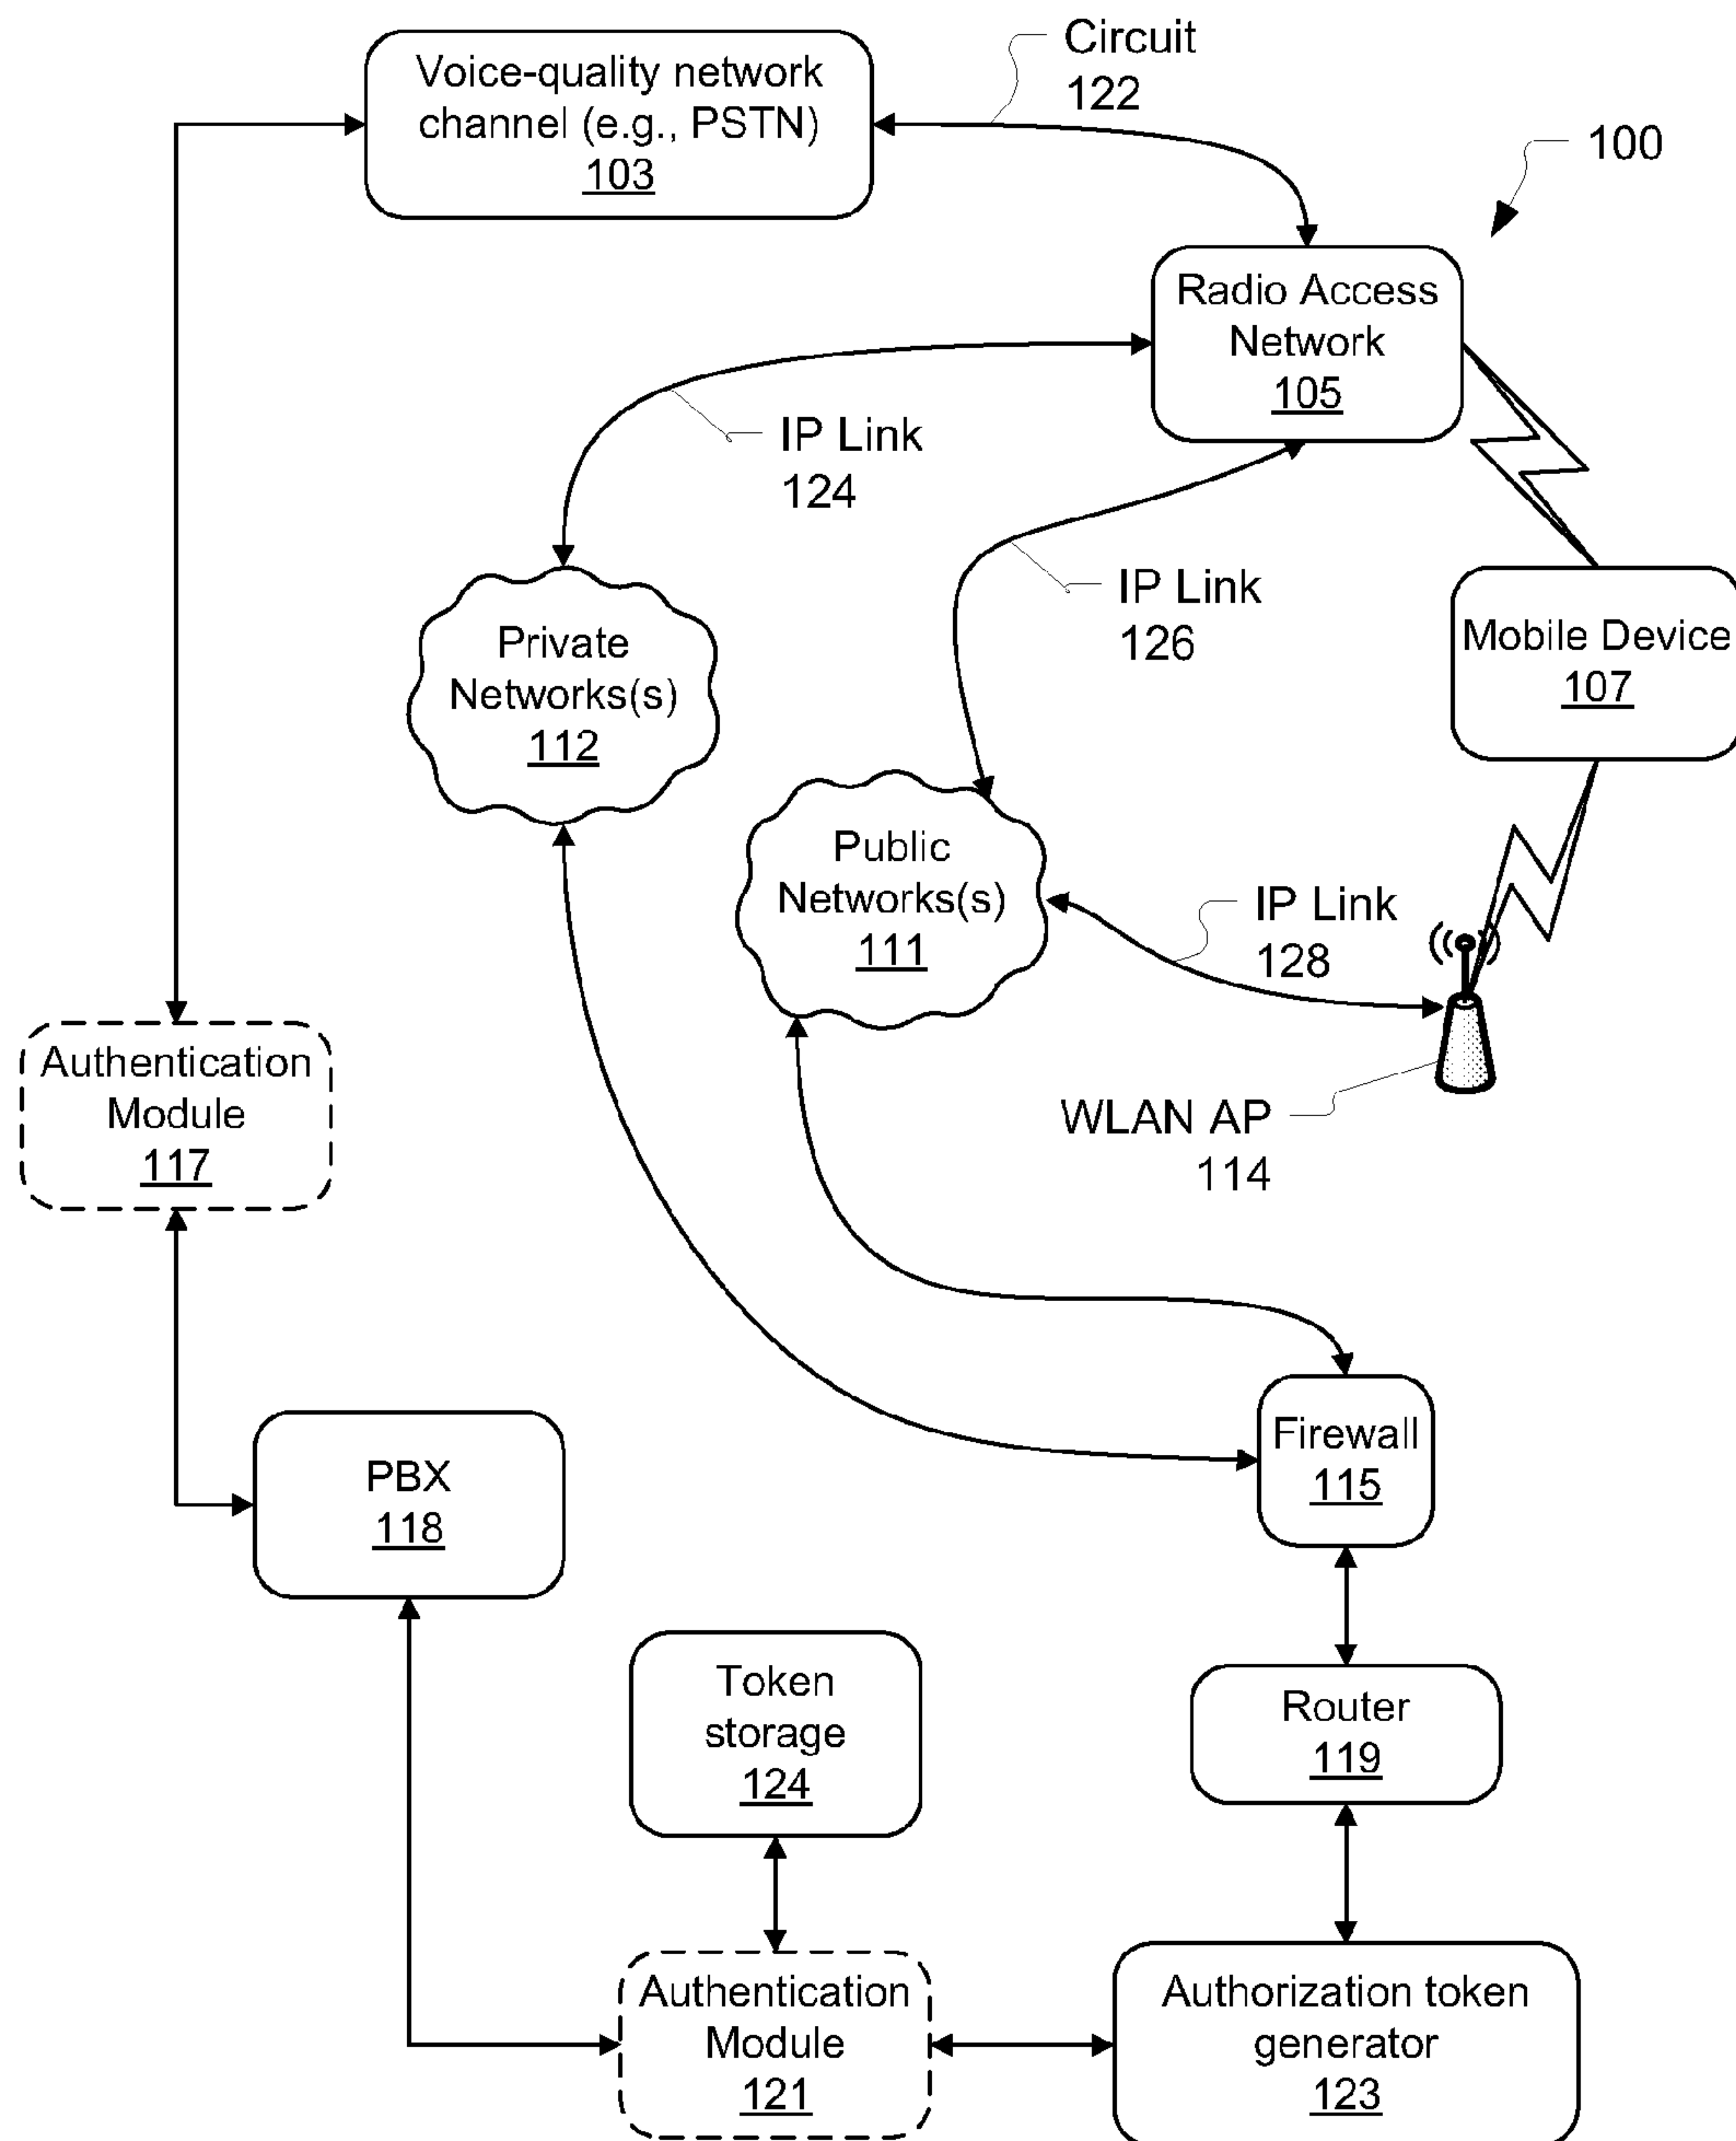 Circuit
122
Voice-quality network
channel (e.g., PSTN)
103
100
Radio Access
Network
105
IP Link
124
IP Link
126
Private
Networks(s)
112
Mobile Device
107
Public
Networks(s)
111
IP Link
128
Authentication
Module
117
WLAN AP
114
Firewall
115
PBX
118
Token
storage
124
Router
119
Authentication
Module
121
Authorization token
generator
123